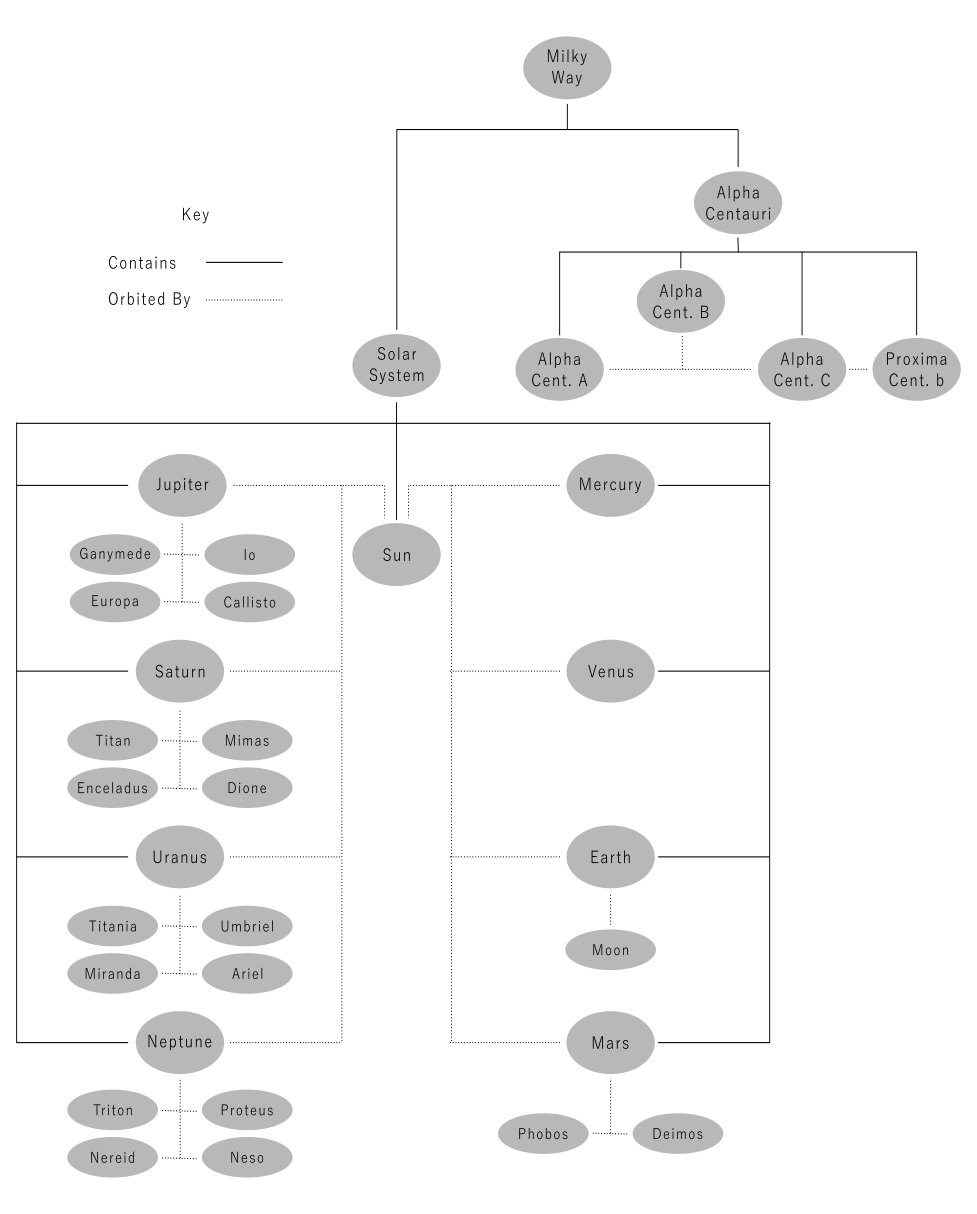 Milky
Way
Alpha
Centauri
Key
Contains
Orbited By
Alpha
Cent. B
Solar
System
Alpha
Cent. A
Alpha
Cent. C
Proxima
Cent. b
Jupiter
Mercury
Sun
Ganymede
Io
Europa
Callisto
Saturn
Venus
Titan
Mimas
Enceladus
Dione
Uranus
Earth
Titania
Umbriel
Moon
Miranda
Ariel
Neptune
Mars
Triton
Proteus
Phobos
Deimos
Nereid
Neso